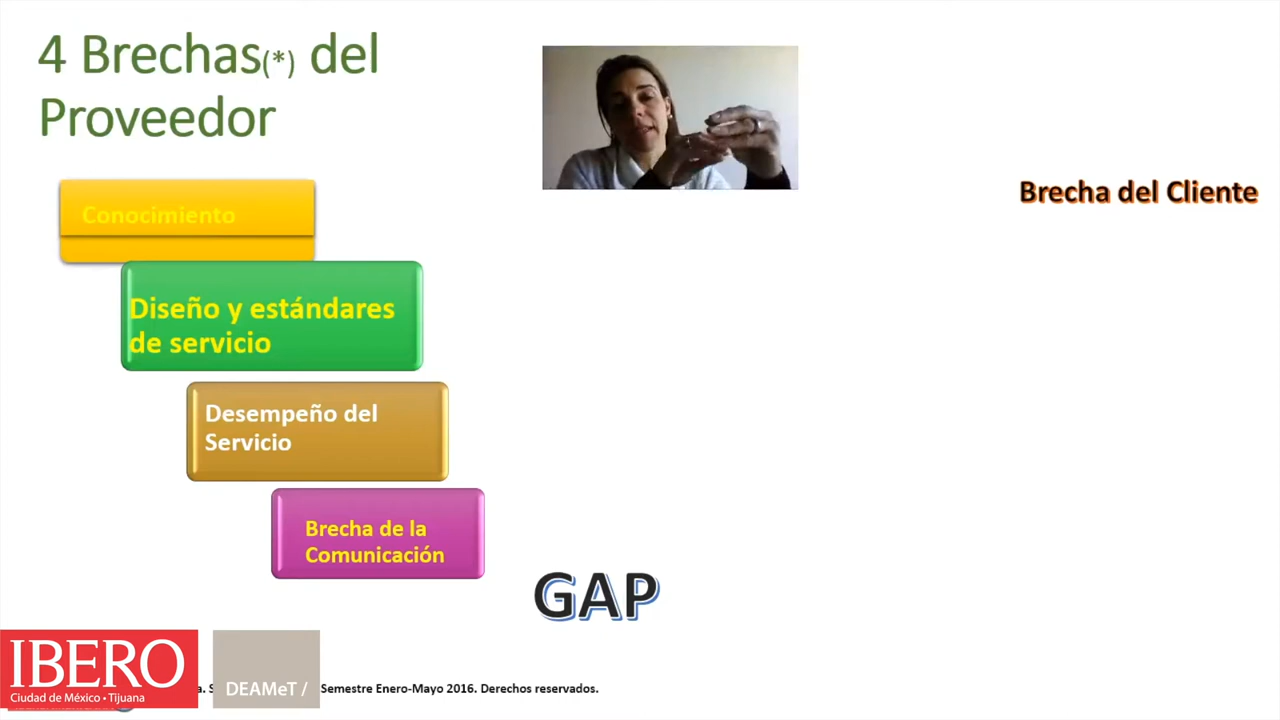 4 Brechas(*) del
Proveedor
Brecha del Cliente
Conocimiento
Diseño y estándares
de servicio
Desempeño del
Servicio
Brecha de la
Comunicación
GAP
IBERO
Ciudad de México • Tijuana
DEAMeT /
a. S
Semestre Enero-Mayo 2016. Derechos reservados.